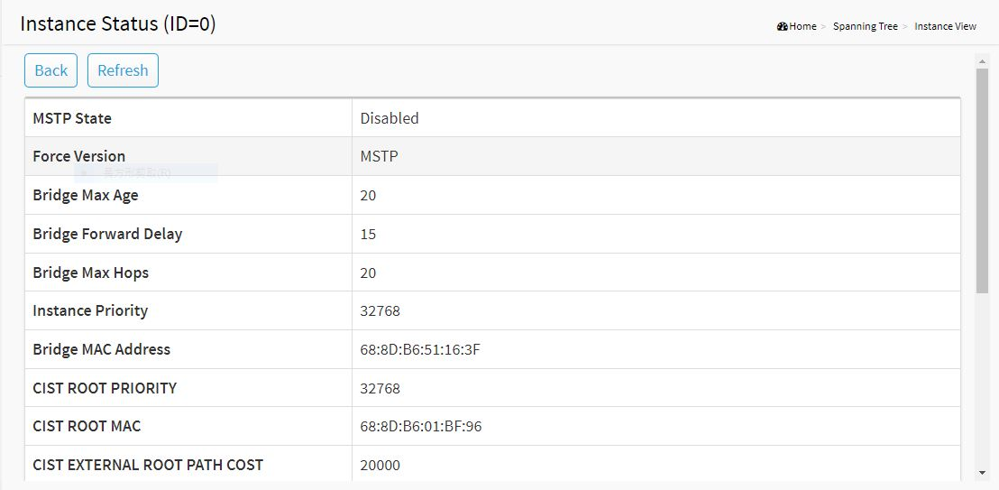 Instance Status (ID=0)
Home > Spanning Tree > Instance View
Back Refresh
MSTP State Disabled
Force Version MSTP
長方形剪取(R)
Bridge Max Age 20
Bridge Forward Delay 15
Bridge Max Hops 20
Instance Priority 32768
Bridge MAC Address 68:8D:B6:51:16:3F
CIST ROOT PRIORITY 32768
CIST ROOT MAC 68:8D:B6:01:BF:96
CIST EXTERNAL ROOT PATH COST 20000